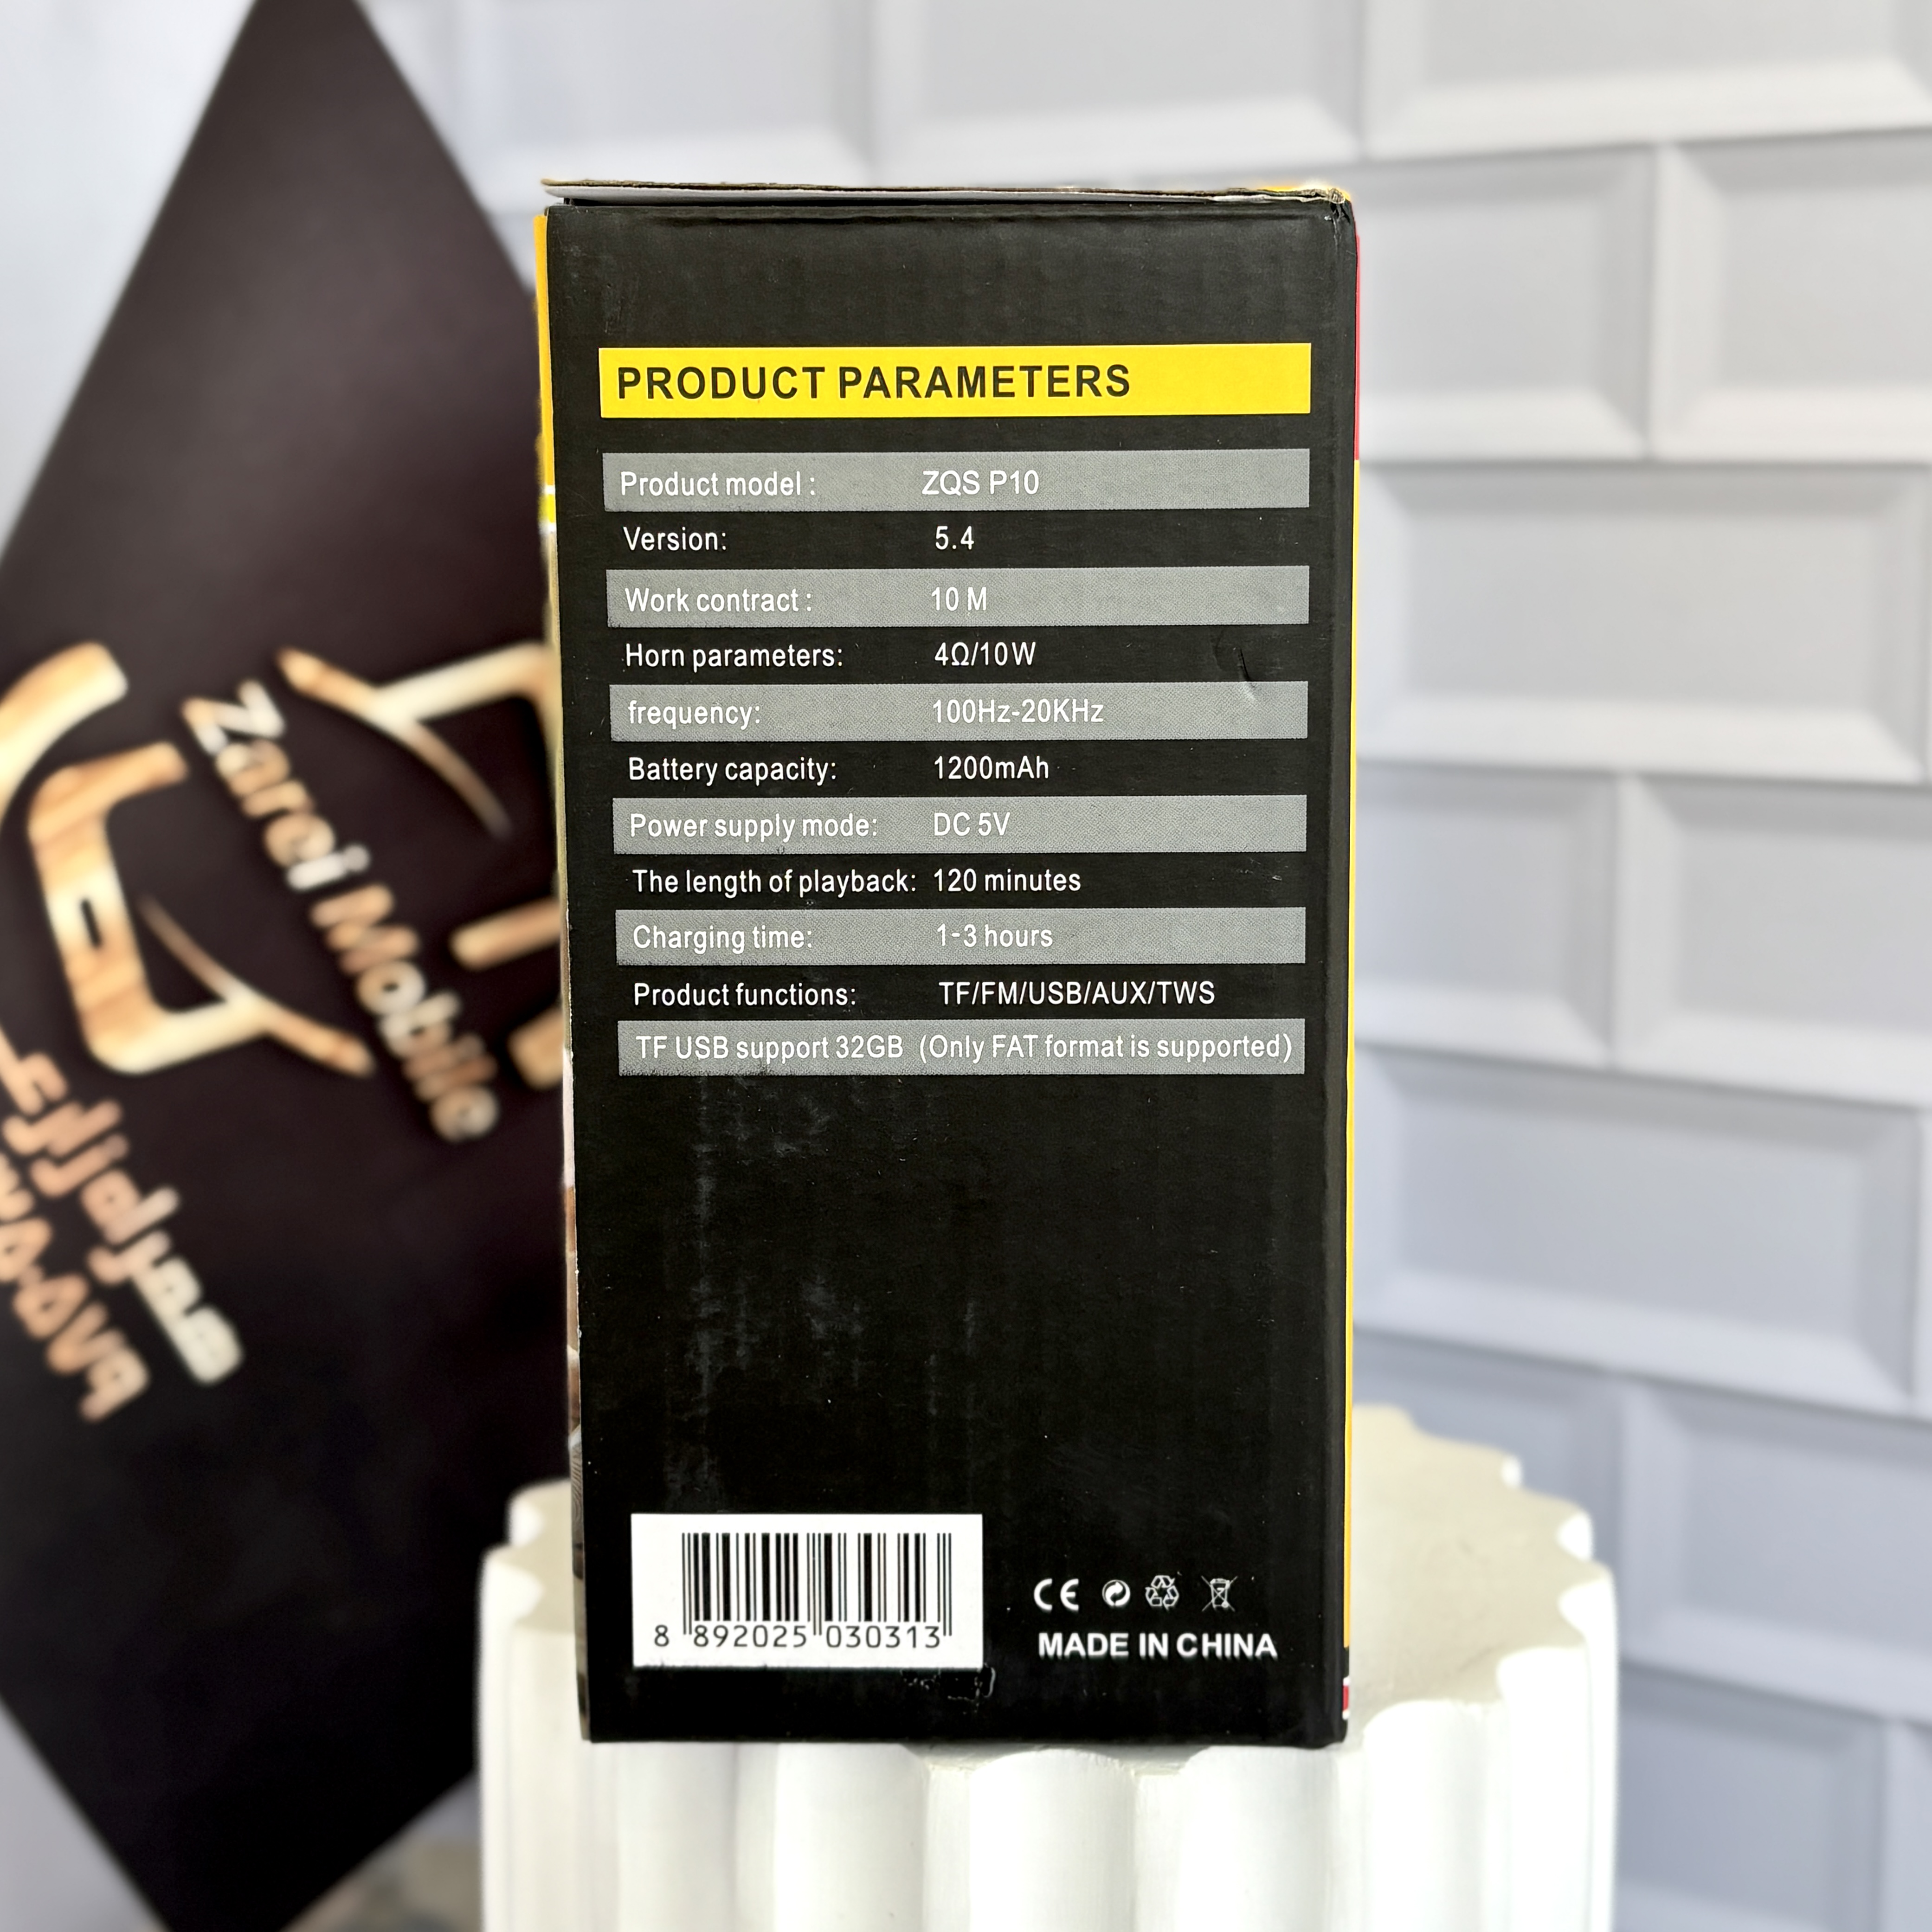 PRODUCT PARAMETERS
Product model : ZQS P10
Version: 5.4
Work contract : 10 M
Horn parameters: 4Ω/10W
frequency: 100Hz-20KHz
Battery capacity: 1200mAh
Power supply mode: DC 5V
The length of playback: 120 minutes
Charging time: 1-3 hours
Product functions: TF/FM/USB/AUX/TWS
TF USB support 32GB (Only FAT format is supported)
8 892025 030313
CE
MADE IN CHINA
Zarei Mobile